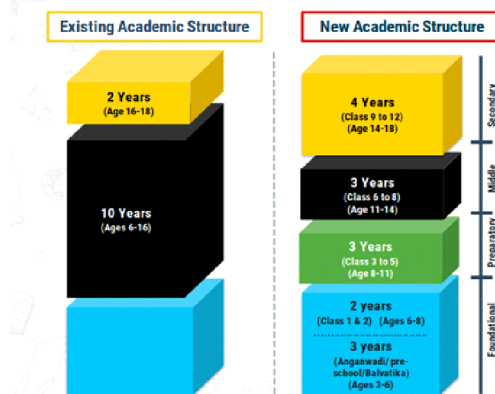 Existing Academic Structure
2 Years
(Age 16-18)
10 Years
(Ages 6-16)
New Academic Structure
4 Years
(Class 9 to 12)
(Age 14-18)
Secondary
3 Years
(Class 6 to 8)
(Age 11-14)
Middle
3 Years
(Class 3 to 5)
(Age 8-11)
Preparatory
2 years
(Class 1 & 2) (Ages 6-8)
3 years
(Anganwadi/ pre-
school/Balvatika)
(Ages 3-6)
Foundational